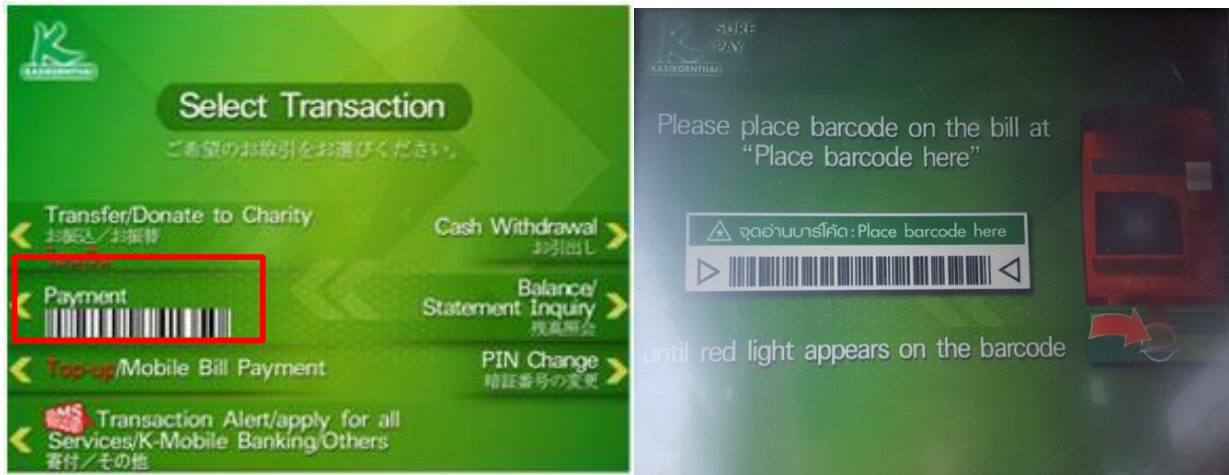 K
KASIKORNTHAI
Select Transaction
ご希望のお取引をお選びください。
Transfer/Donate to Charity
お振込/お振替
Cash Withdrawal
お引出し
Payment
Balance/
Statement Inquiry
残高照会
Top-up/Mobile Bill Payment
PIN Change
暗証番号の変更
SMS
Transaction Alert/apply for all
Services/K-Mobile Banking/Others
寄付/その他
K SURE
PAY
KASIKORNTHAI
Please place barcode on the bill at
“Place barcode here”
จุดอ่านบาร์โค้ด : Place barcode here
until red light appears on the barcode